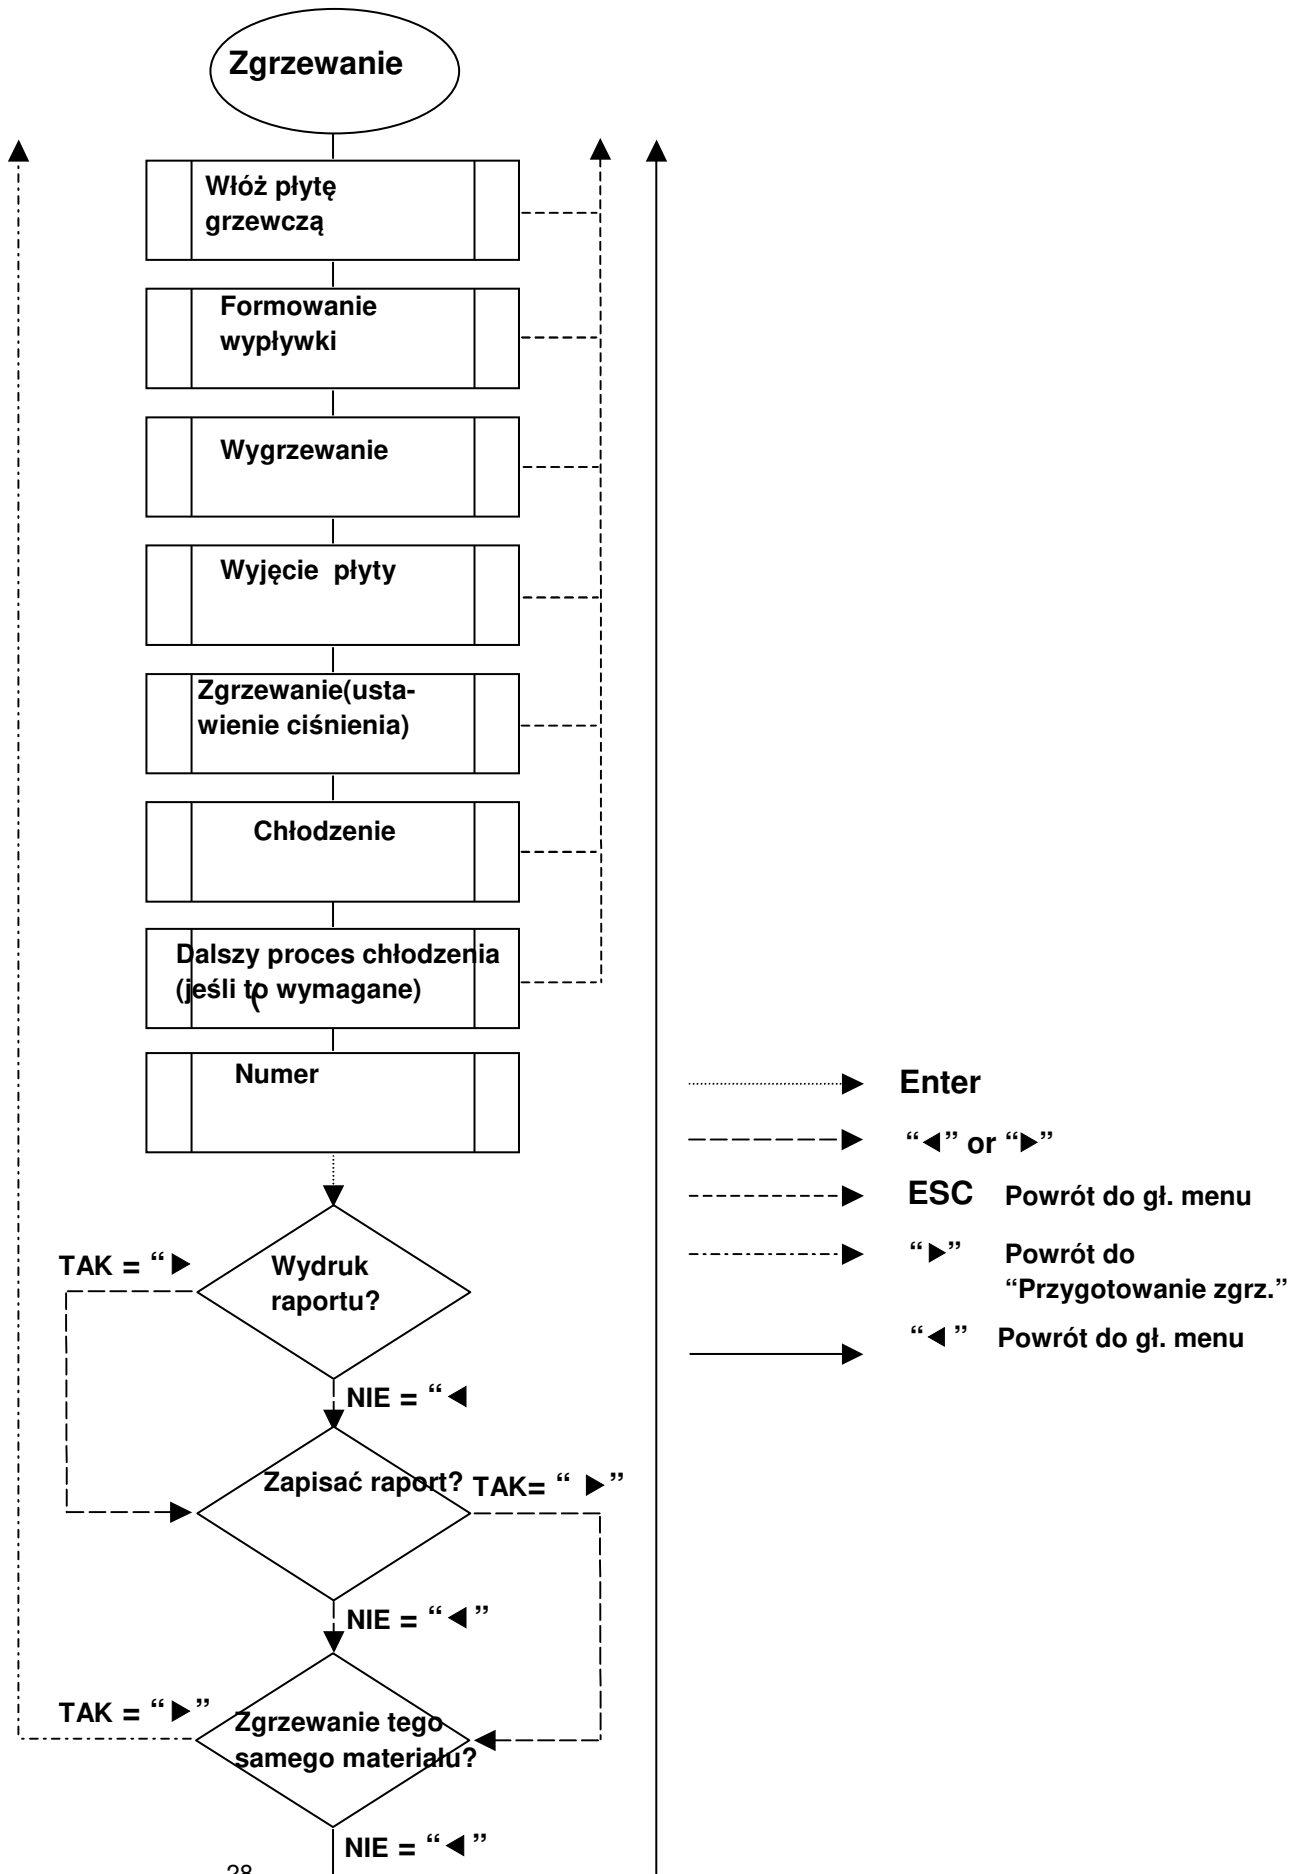 Zgrzewanie
Włóż płytę
grzewczą
Formowanie
wypływki
Wygrzewanie
Wyjęcie płyty
Zgrzewanie(usta-
wienie ciśnienia)
Chłodzenie
Dalszy proces chłodzenia
(jeśli to wymagane)
(
Numer
Enter
“◀” or “▶”
ESC Powrót do gł. menu
“▶” Powrót do
“Przygotowanie zgrz.”
“◀ ” Powrót do gł. menu
TAK = “▶
Wydruk
raportu?
NIE = “◀
Zapisać raport?
TAK= “ ▶”
NIE = “◀ ”
TAK = “▶”
Zgrzewanie tego
samego materialu?
NIE = “◀ ”
28